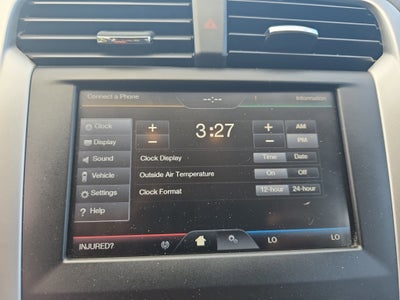 Connect a Phone --:-- Information
Clock + 3:27 + AM
Display − − PM
Sound Clock Display Time Date
Vehicle Outside Air Temperature On Off
Settings Clock Format 12-hour 24-hour
? Help
INJURED? LO LO